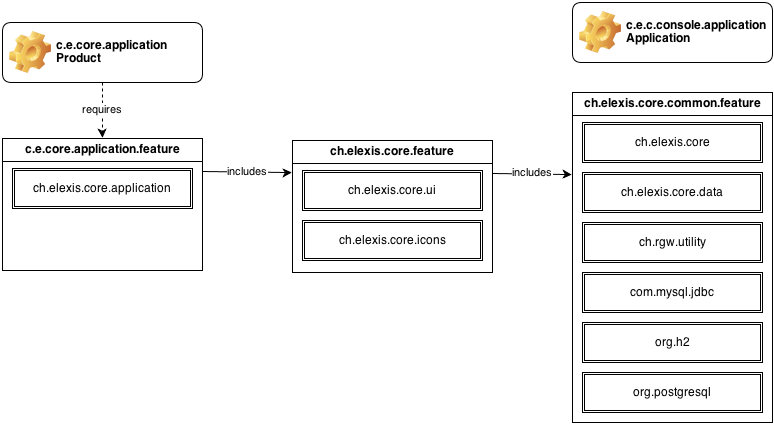 c.e.core.application
Product
c.e.c.console.application
Application
requires
c.e.core.application.feature
ch.elexis.core.application
includes
ch.elexis.core.feature
ch.elexis.core.ui
ch.elexis.core.icons
includes
ch.elexis.core.common.feature
ch.elexis.core
ch.elexis.core.data
ch.rgw.utility
com.mysql.jdbc
org.h2
org.postgresql